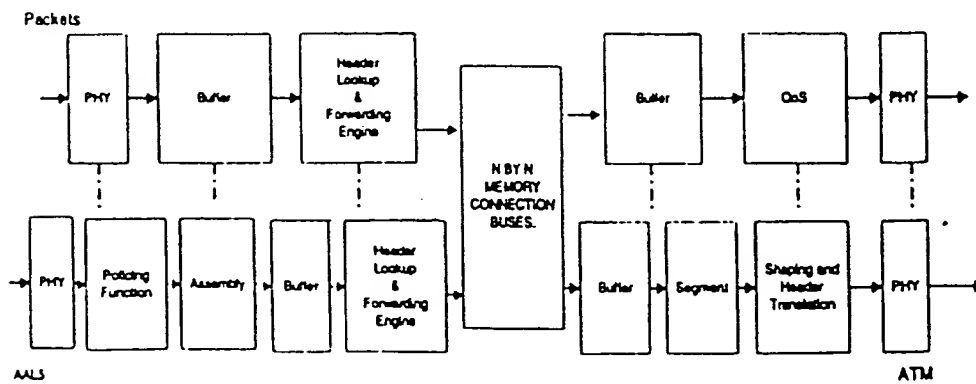 Packets
PHY
Buffer
Header
Lookup
&
Forwarding
Engine
N BY N
MEMORY
CONNECTION
BUSES.
Buffer
QoS
PHY
PHY
Policing
Function
Assembly
Buffer
Header
Lookup
&
Forwarding
Engine
Buffer
Segment
Shaping and
Header
Translation
PHY
AAL5
ATM